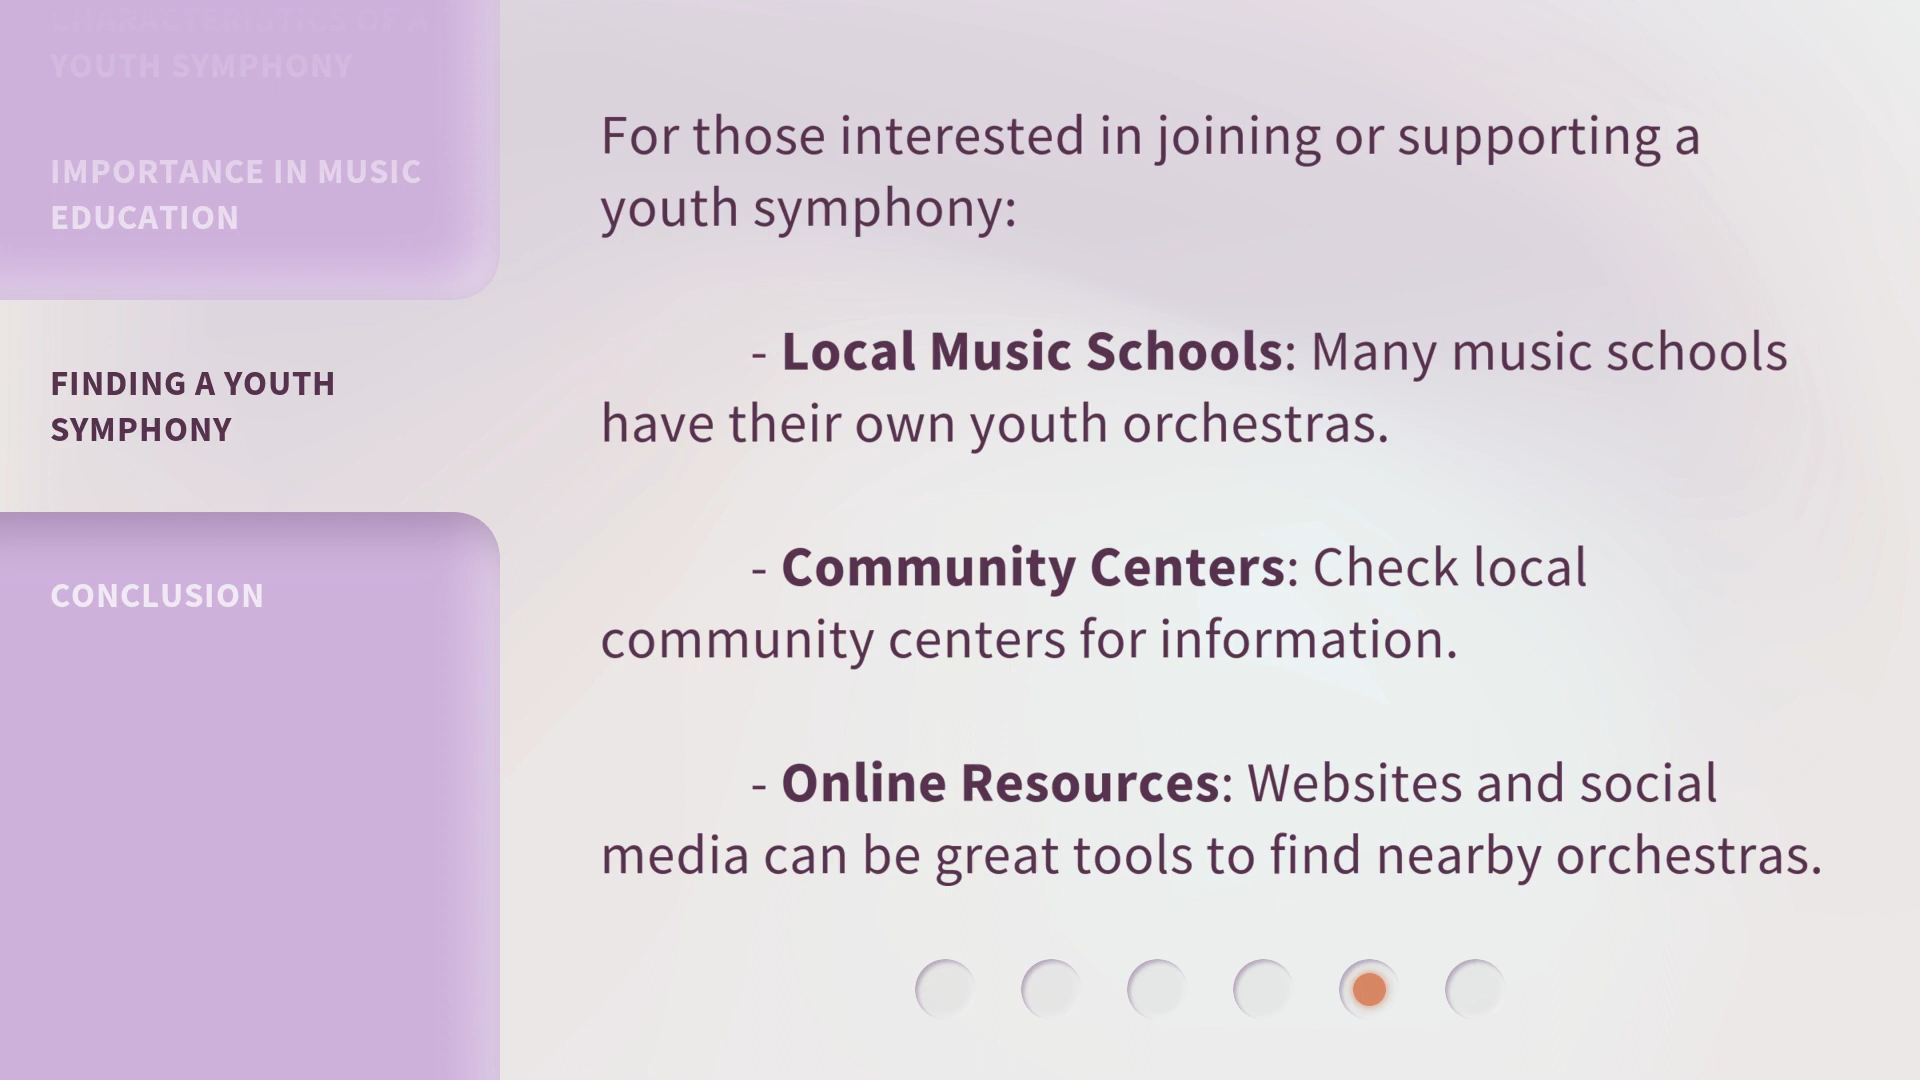 CHARACTERISTICS OF A
YOUTH SYMPHONY
IMPORTANCE IN MUSIC
EDUCATION
FINDING A YOUTH
SYMPHONY
CONCLUSION
For those interested in joining or supporting a
youth symphony:
- Local Music Schools: Many music schools
have their own youth orchestras.
- Community Centers: Check local
community centers for information.
- Online Resources: Websites and social
media can be great tools to find nearby orchestras.